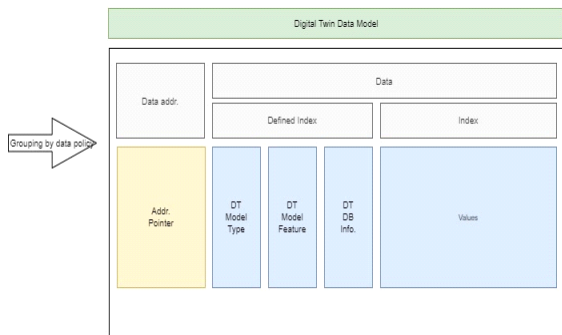 Digital Twin Data Model
Data addr.
Data
Defined Index
Index
Grouping by data policy
Addr.
Pointer
DT
Model
Type
DT
Model
Feature
DT
DB
Info.
Values